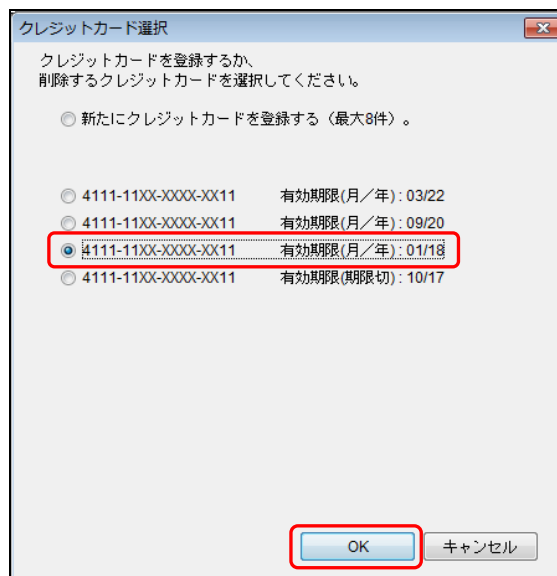 クレジットカード選択
クレジットカードを登録するか、
削除するクレジットカードを選択してください。
新たにクレジットカードを登録する（最大8件）。
4111-11XX-XXXX-XX11 有効期限(月／年) : 03/22
4111-11XX-XXXX-XX11 有効期限(月／年) : 09/20
4111-11XX-XXXX-XX11 有効期限(月／年) : 01/18
4111-11XX-XXXX-XX11 有効期限(期限切) : 10/17
OK キャンセル